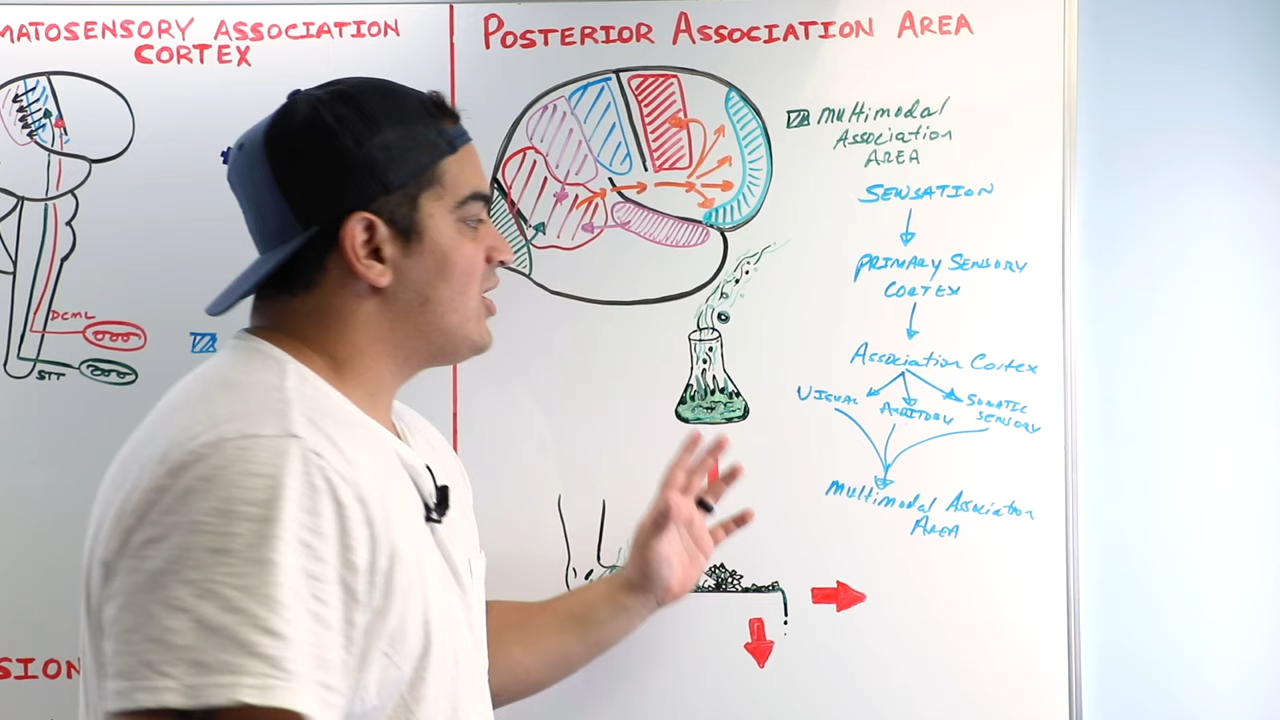 MATOSENSORY ASSOCIATION
CORTEX
DCML
STT
SION
POSTERIOR ASSOCIATION AREA
multimodal
Association
AREA
SENSATION
PRIMARY SENSORY
CORTEX
Association Cortex
VISUAL
AUDITORY
SOMATIC
SENSORY
multimodal Association
AREA